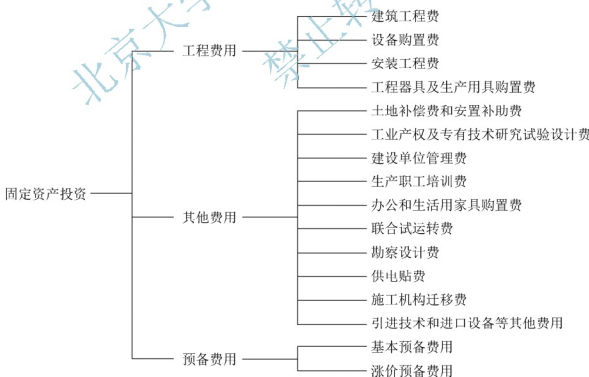 北京大学
禁止转
固定资产投资
工程费用
建筑工程费
设备购置费
安装工程费
工程器具及生产用具购置费
其他费用
土地补偿费和安置补助费
工业产权及专有技术研究试验设计费
建设单位管理费
生产职工培训费
办公和生活用家具购置费
联合试运转费
勘察设计费
供电贴费
施工机构迁移费
引进技术和进口设备等其他费用
预备费用
基本预备费用
涨价预备费用